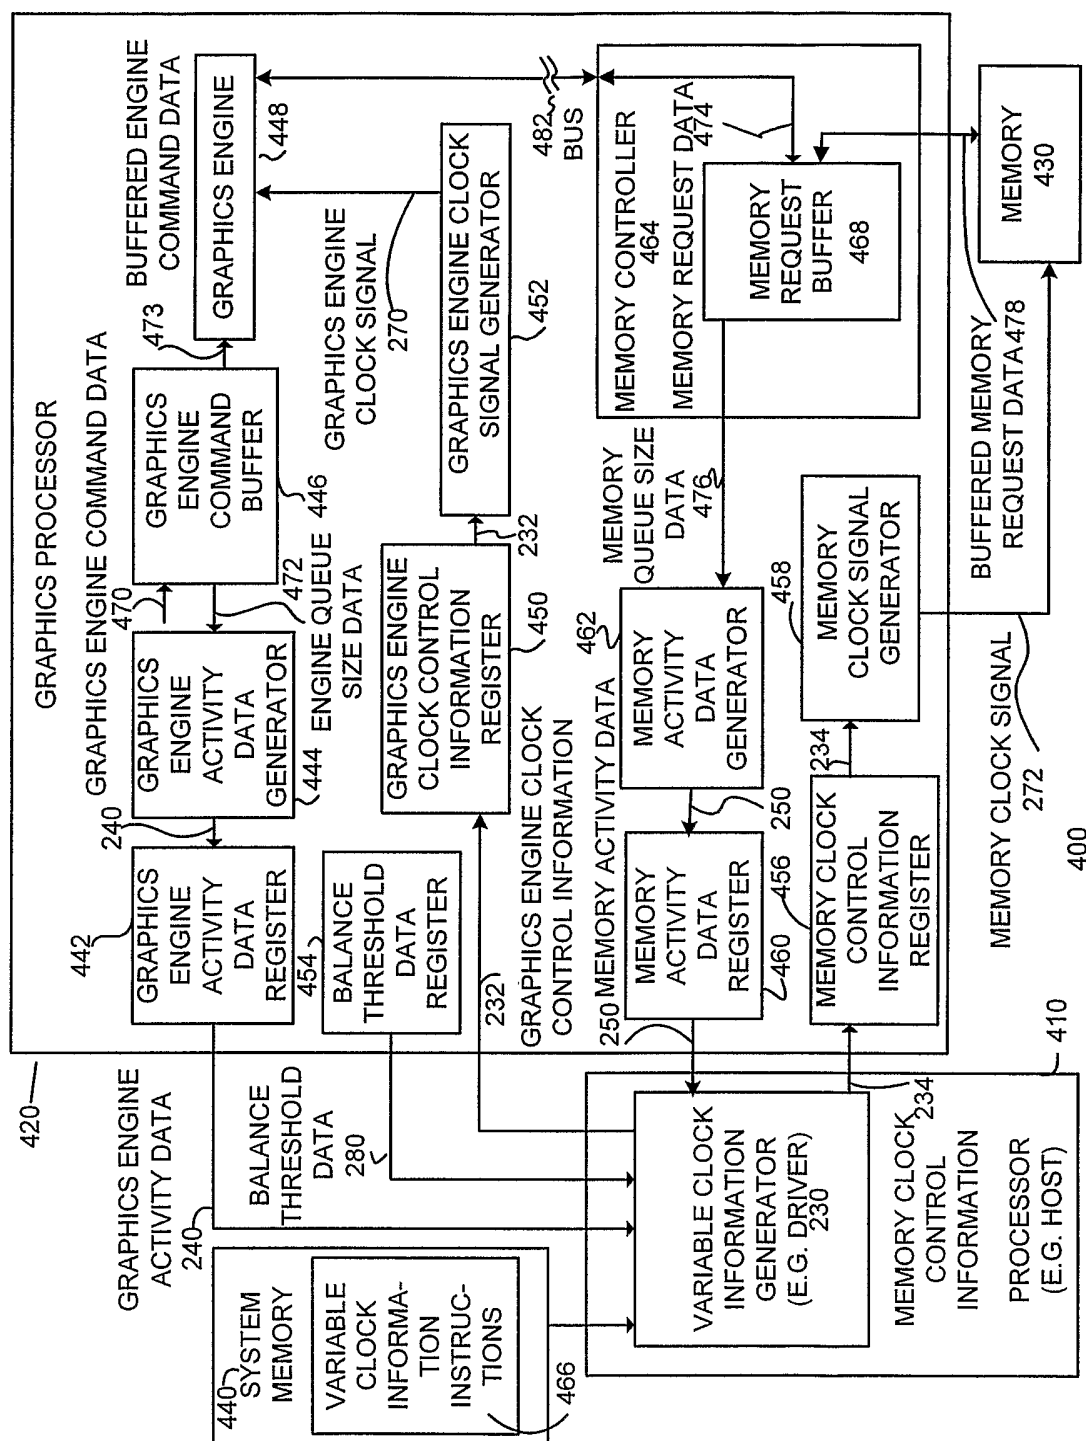 420
GRAPHICS PROCESSOR
GRAPHICS ENGINE
ACTIVITY DATA
240
442
GRAPHICS
ENGINE
ACTIVITY
DATA
REGISTER
240
GRAPHICS ENGINE COMMAND DATA
GRAPHICS
ENGINE
ACTIVITY
DATA
GENERATOR
444
470
472
ENGINE QUEUE
SIZE DATA
GRAPHICS
ENGINE
COMMAND
BUFFER
446
473
BUFFERED ENGINE
COMMAND DATA
GRAPHICS ENGINE
448
BALANCE
THRESHOLD
DATA
280
454
BALANCE
THRESHOLD
DATA
REGISTER
232
GRAPHICS ENGINE CLOCK
CONTROL INFORMATION
GRAPHICS ENGINE
CLOCK CONTROL
INFORMATION
REGISTER
450
232
GRAPHICS ENGINE
CLOCK SIGNAL
270
GRAPHICS ENGINE CLOCK
SIGNAL GENERATOR
452
482
BUS
440
SYSTEM
MEMORY
VARIABLE
CLOCK
INFORMA-
TION
INSTRUC-
TIONS
466
VARIABLE CLOCK
INFORMATION
GENERATOR
(E.G. DRIVER)
230
250
MEMORY
ACTIVITY
DATA
REGISTER
460
MEMORY ACTIVITY DATA
250
462
MEMORY
ACTIVITY
DATA
GENERATOR
MEMORY
QUEUE SIZE
DATA
476
MEMORY CONTROLLER
464
MEMORY REQUEST DATA
474
MEMORY
REQUEST
BUFFER
468
MEMORY CLOCK
CONTROL
INFORMATION
234
PROCESSOR
(E.G. HOST)
410
456
MEMORY CLOCK
CONTROL
INFORMATION
REGISTER
234
458
MEMORY
CLOCK SIGNAL
GENERATOR
MEMORY CLOCK SIGNAL
272
BUFFERED MEMORY
REQUEST DATA478
MEMORY
430
400